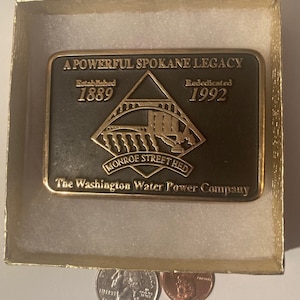 A POWERFUL SPOKANE LEGACY
Established
1889
Rededicated
1992
MONROE STREET HED
The Washington Water Power Company